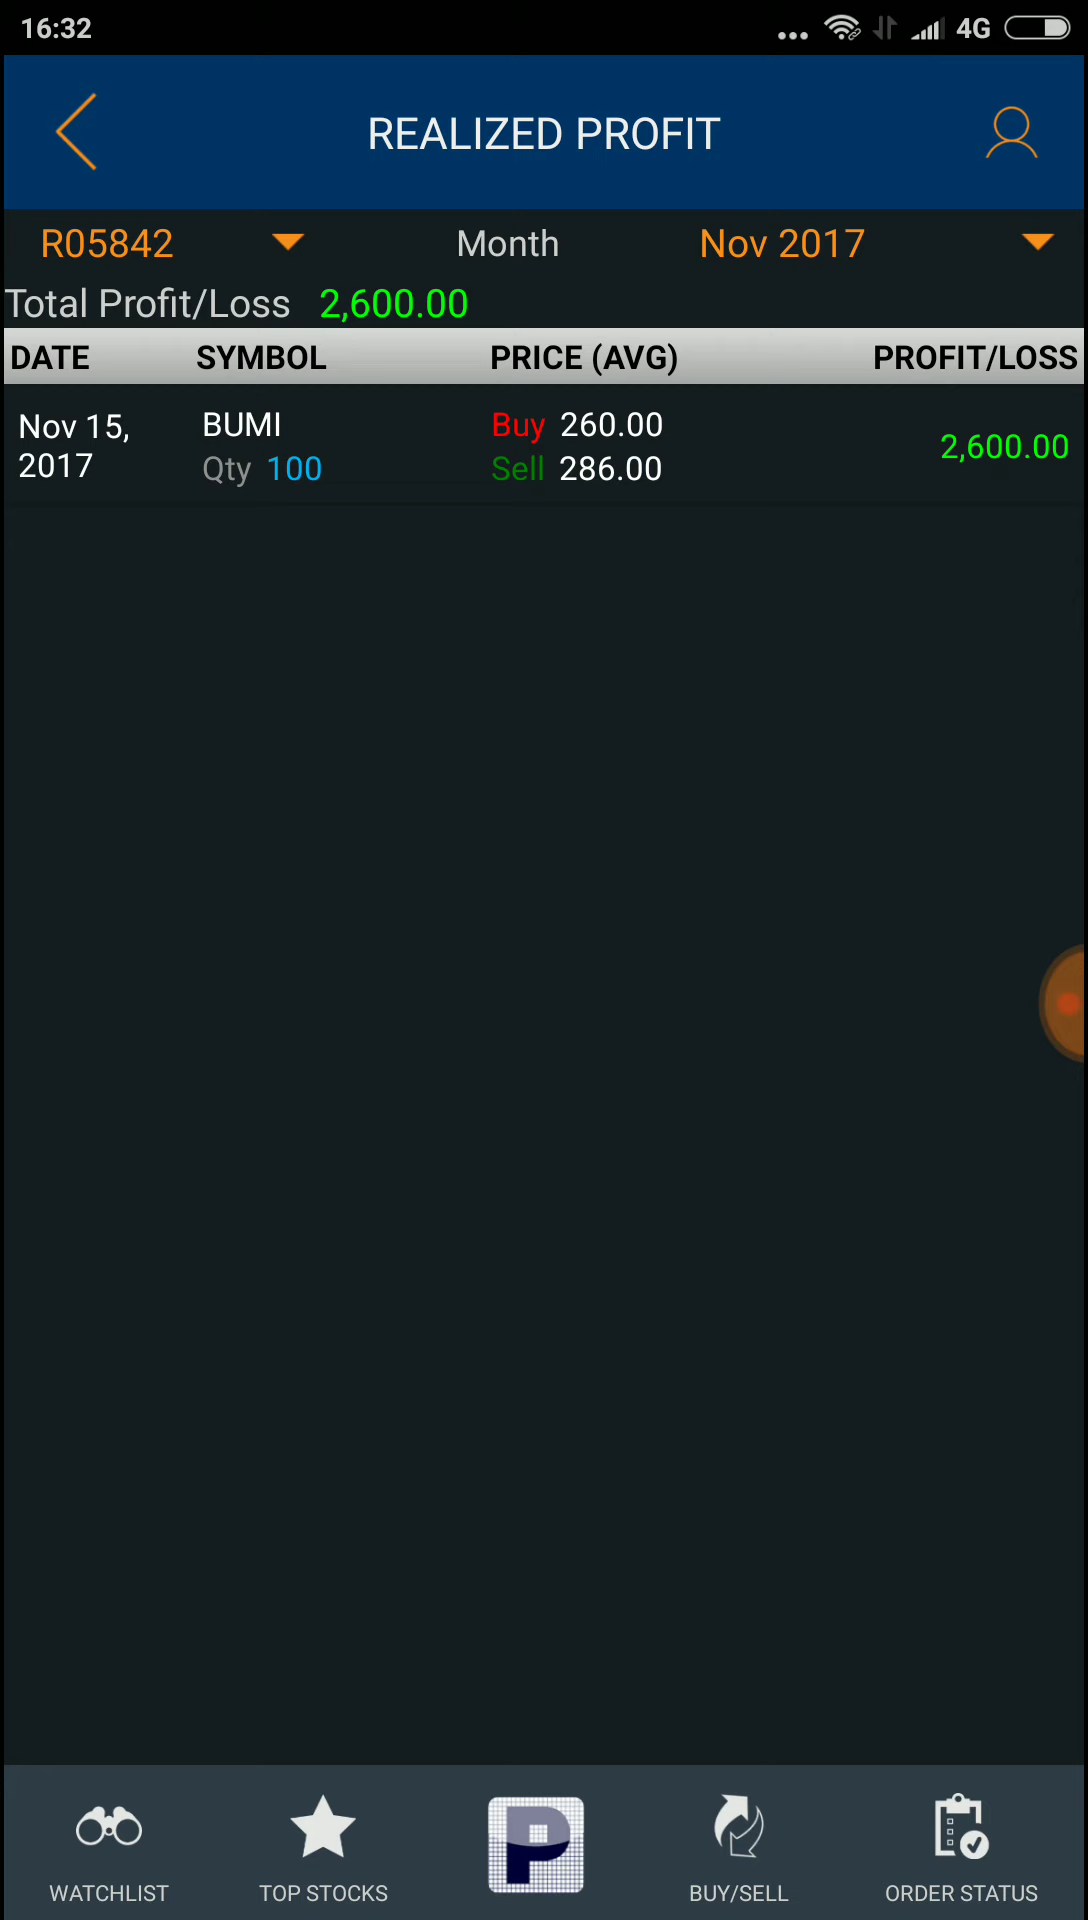 16:32 4G
REALIZED PROFIT
R05842 Month Nov 2017
Total Profit/Loss 2,600.00
DATE SYMBOL PRICE (AVG) PROFIT/LOSS
Nov 15, 2017
BUMI
Qty 100
Buy 260.00
Sell 286.00
2,600.00
P
WATCHLIST TOP STOCKS BUY/SELL ORDER STATUS